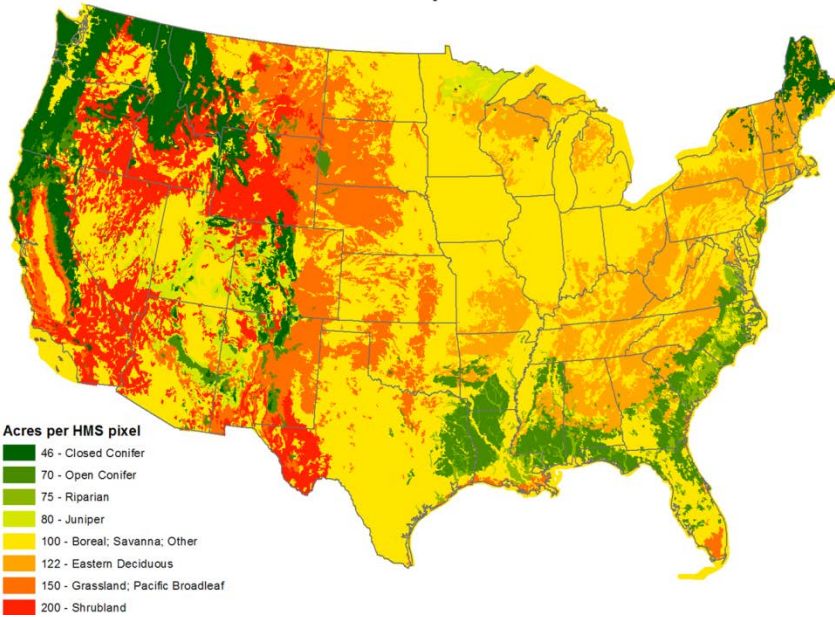 Acres per HMS pixel
46 - Closed Conifer
70 - Open Conifer
75 - Riparian
80 - Juniper
100 - Boreal; Savanna; Other
122 - Eastern Deciduous
150 - Grassland; Pacific Broadleaf
200 - Shrubland